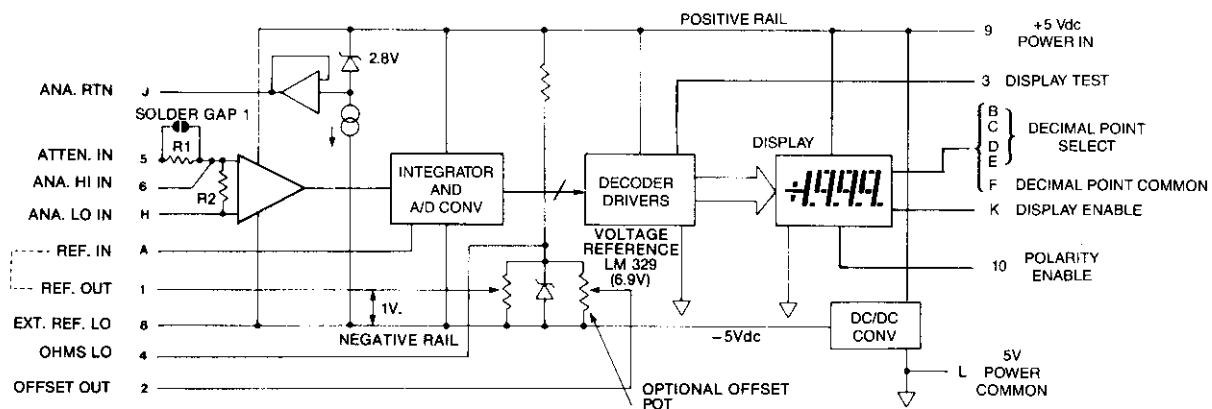 POSITIVE RAIL
9 +5 Vdc
POWER IN
2.8V
3 DISPLAY TEST
ANA. RTN J
SOLDER GAP 1
R1
ATTEN. IN 5
ANA. HI IN 6
R2
ANA. LO IN H
INTEGRATOR
AND
A/D CONV
DECODER
DRIVERS
DISPLAY
+1.9.9.9.
B
C
D
E
DECIMAL POINT
SELECT
F DECIMAL POINT COMMON
K DISPLAY ENABLE
REF. IN A
VOLTAGE
REFERENCE
LM 329
(6.9V)
10 POLARITY
ENABLE
REF. OUT 1
1V.
EXT. REF. LO 8
NEGATIVE RAIL
−5Vdc
DC/DC
CONV
OHMS LO 4
OFFSET OUT 2
OPTIONAL OFFSET
POT
L 5V
POWER
COMMON